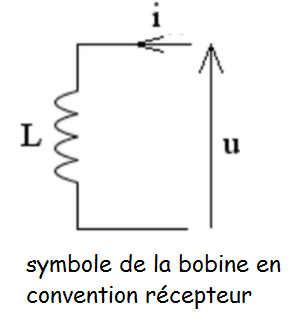 i
L
u
symbole de la bobine en
convention récepteur